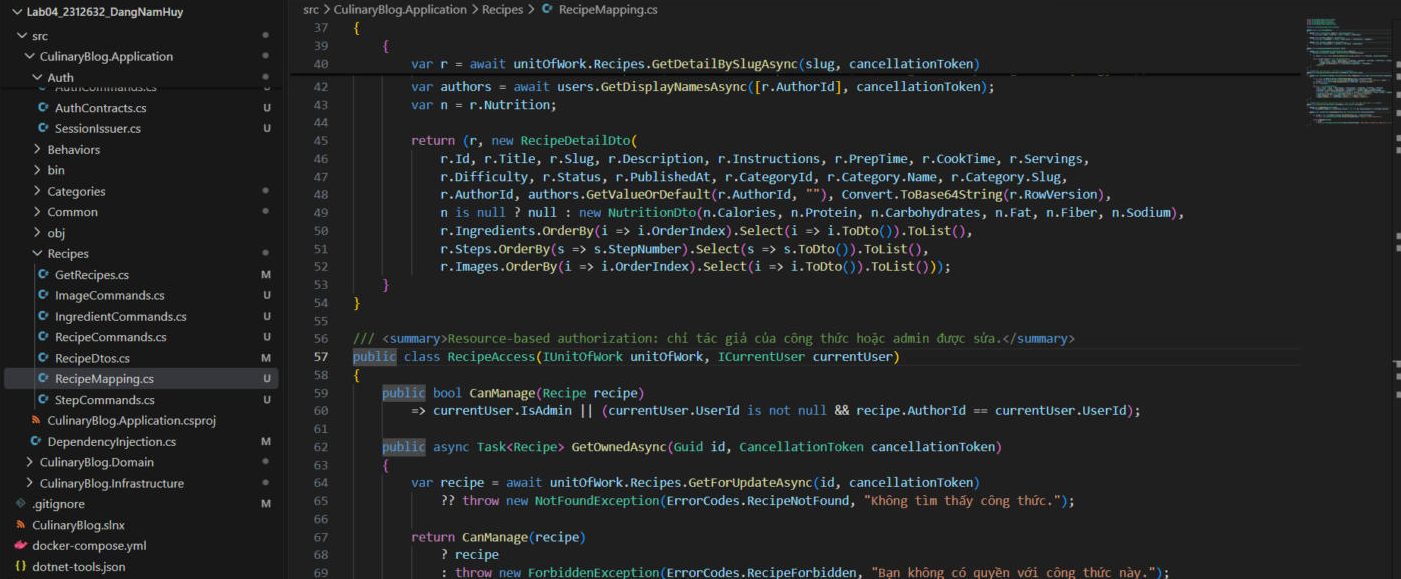 Lab04_2312632_DangNamHuy
src
CulinaryBlog.Application
Auth
AuthCommands.cs U
AuthContracts.cs U
SessionIssuer.cs U
Behaviors
bin
Categories
Common
obj
Recipes
GetRecipes.cs M
ImageCommands.cs U
IngredientCommands.cs U
RecipeCommands.cs U
RecipeDtos.cs M
RecipeMapping.cs U
StepCommands.cs U
CulinaryBlog.Application.csproj
DependencyInjection.cs M
CulinaryBlog.Domain
CulinaryBlog.Infrastructure
.gitignore M
CulinaryBlog.slnx
docker-compose.yml
dotnet-tools.json
src > CulinaryBlog.Application > Recipes > RecipeMapping.cs
37 {
39 {
40 var r = await unitOfWork.Recipes.GetDetailBySlugAsync(slug, cancellationToken)
42 var authors = await users.GetDisplayNamesAsync([r.AuthorId], cancellationToken);
43 var n = r.Nutrition;
44
45 return (r, new RecipeDetailDto(
46 r.Id, r.Title, r.Slug, r.Description, r.Instructions, r.PrepTime, r.CookTime, r.Servings,
47 r.Difficulty, r.Status, r.PublishedAt, r.CategoryId, r.Category.Name, r.Category.Slug,
48 r.AuthorId, authors.GetValueOrDefault(r.AuthorId, ""), Convert.ToBase64String(r.RowVersion),
49 n is null ? null : new NutritionDto(n.Calories, n.Protein, n.Carbohydrates, n.Fat, n.Fiber, n.Sodium),
50 r.Ingredients.OrderBy(i => i.OrderIndex).Select(i => i.ToDto()).ToList(),
51 r.Steps.OrderBy(s => s.StepNumber).Select(s => s.ToDto()).ToList(),
52 r.Images.OrderBy(i => i.OrderIndex).Select(i => i.ToDto()).ToList()));
53 }
54 }
55
56 /// <summary>Resource-based authorization: chỉ tác giả của công thức hoặc admin được sửa.</summary>
57 public class RecipeAccess(IUnitOfWork unitOfWork, ICurrentUser currentUser)
58 {
59 public bool CanManage(Recipe recipe)
60 => currentUser.IsAdmin || (currentUser.UserId is not null && recipe.AuthorId == currentUser.UserId);
61
62 public async Task<Recipe> GetOwnedAsync(Guid id, CancellationToken cancellationToken)
63 {
64 var recipe = await unitOfWork.Recipes.GetForUpdateAsync(id, cancellationToken)
65 ?? throw new NotFoundException(ErrorCodes.RecipeNotFound, "Không tìm thấy công thức.");
66
67 return CanManage(recipe)
68 ? recipe
69 : throw new ForbiddenException(ErrorCodes.RecipeForbidden, "Bạn không có quyền với công thức này.");